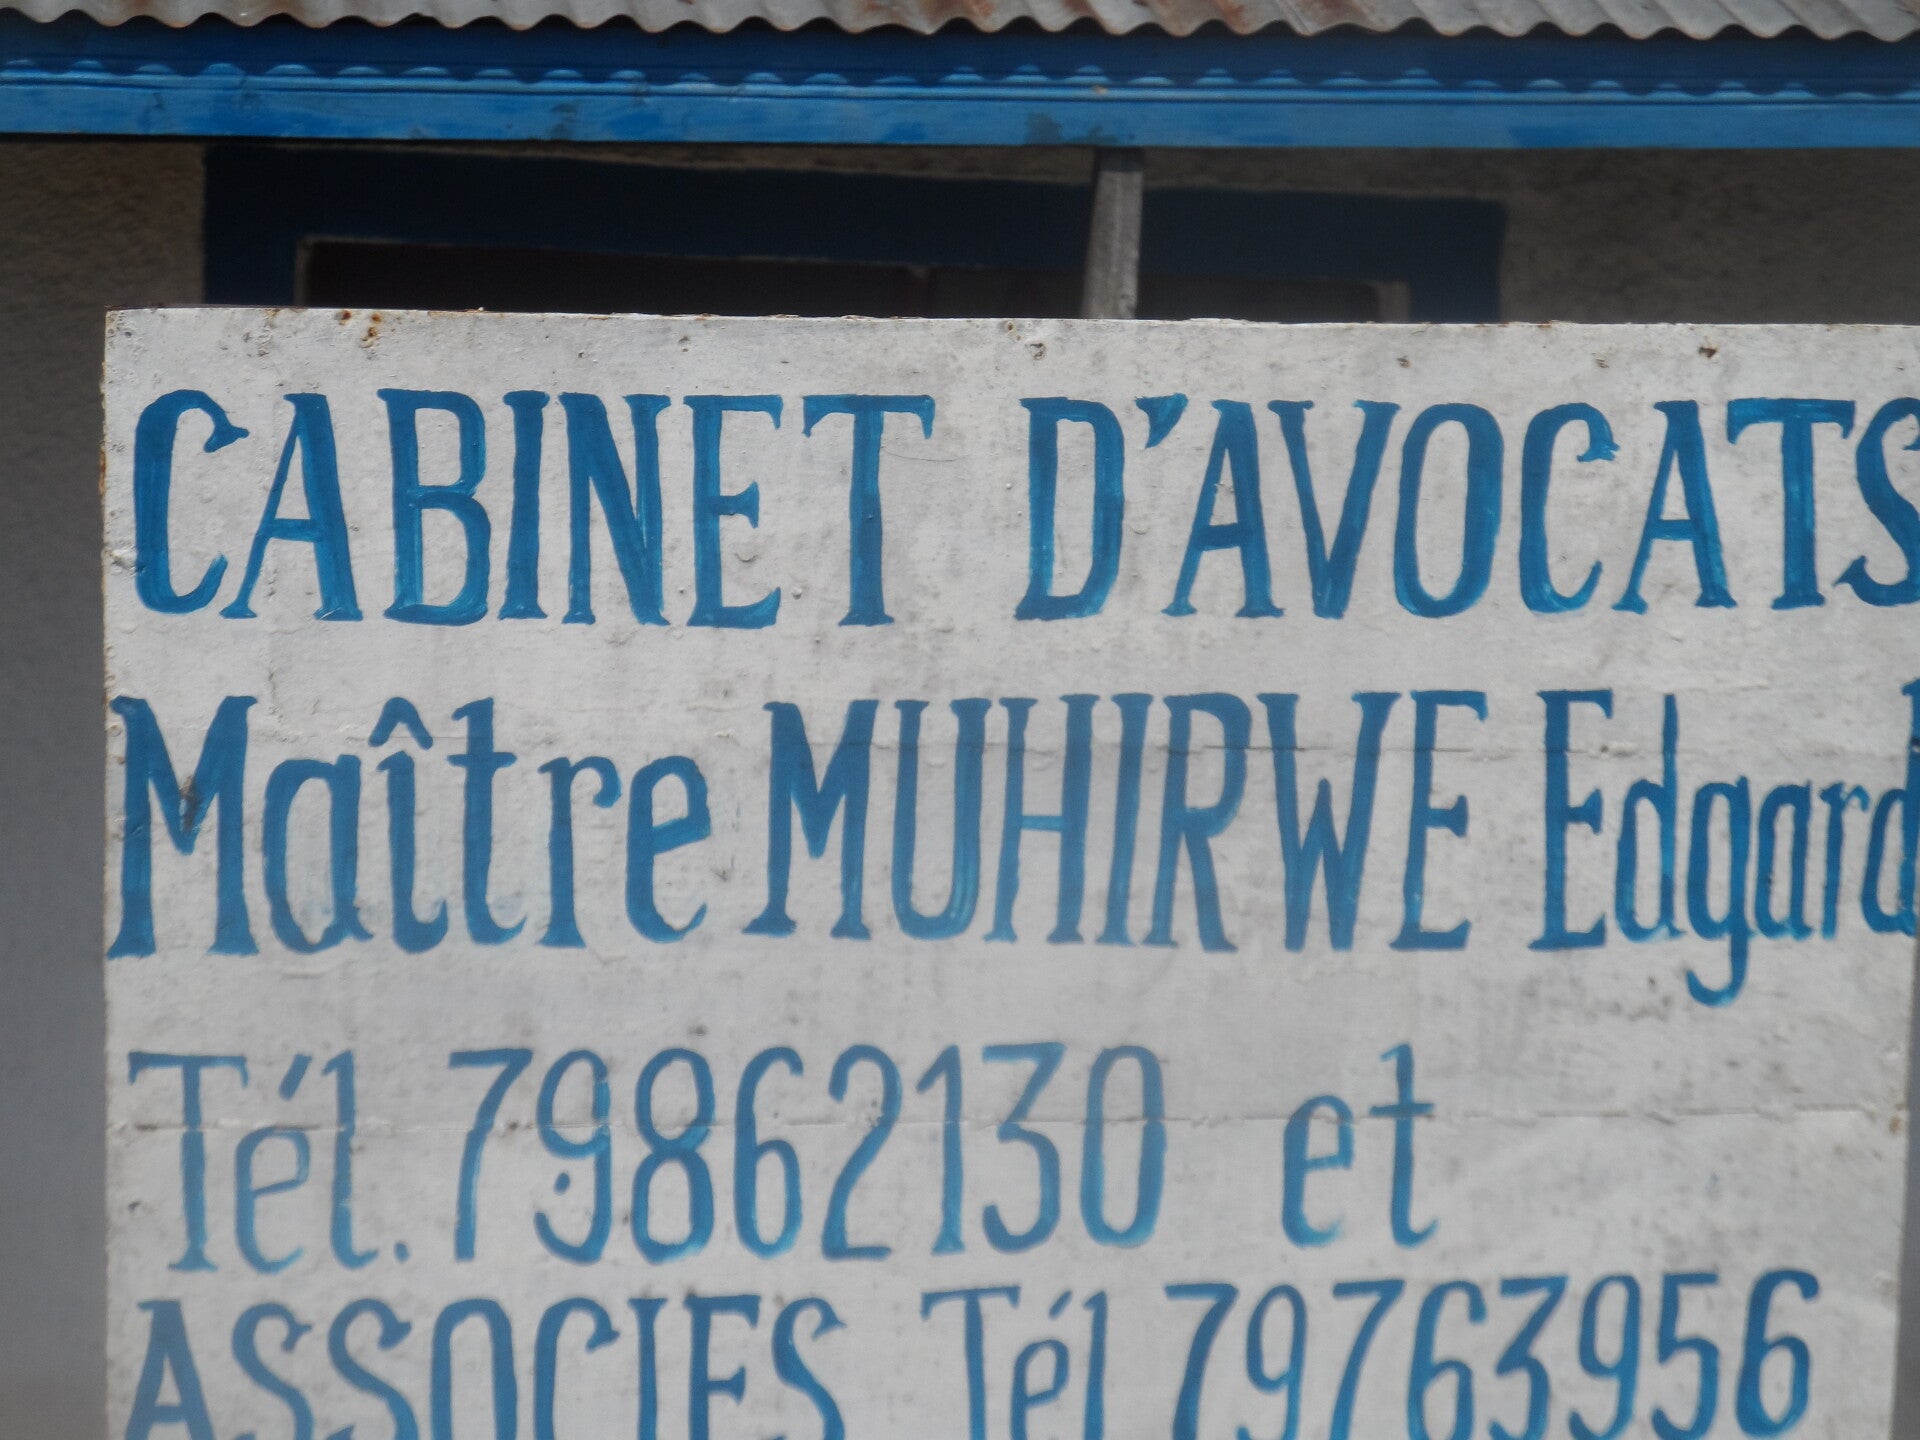 CABINET D'AVOCATS
Maître MUHIRWE Edgard
Tél. 79862130 et
ASSOCIES Tél 79763956